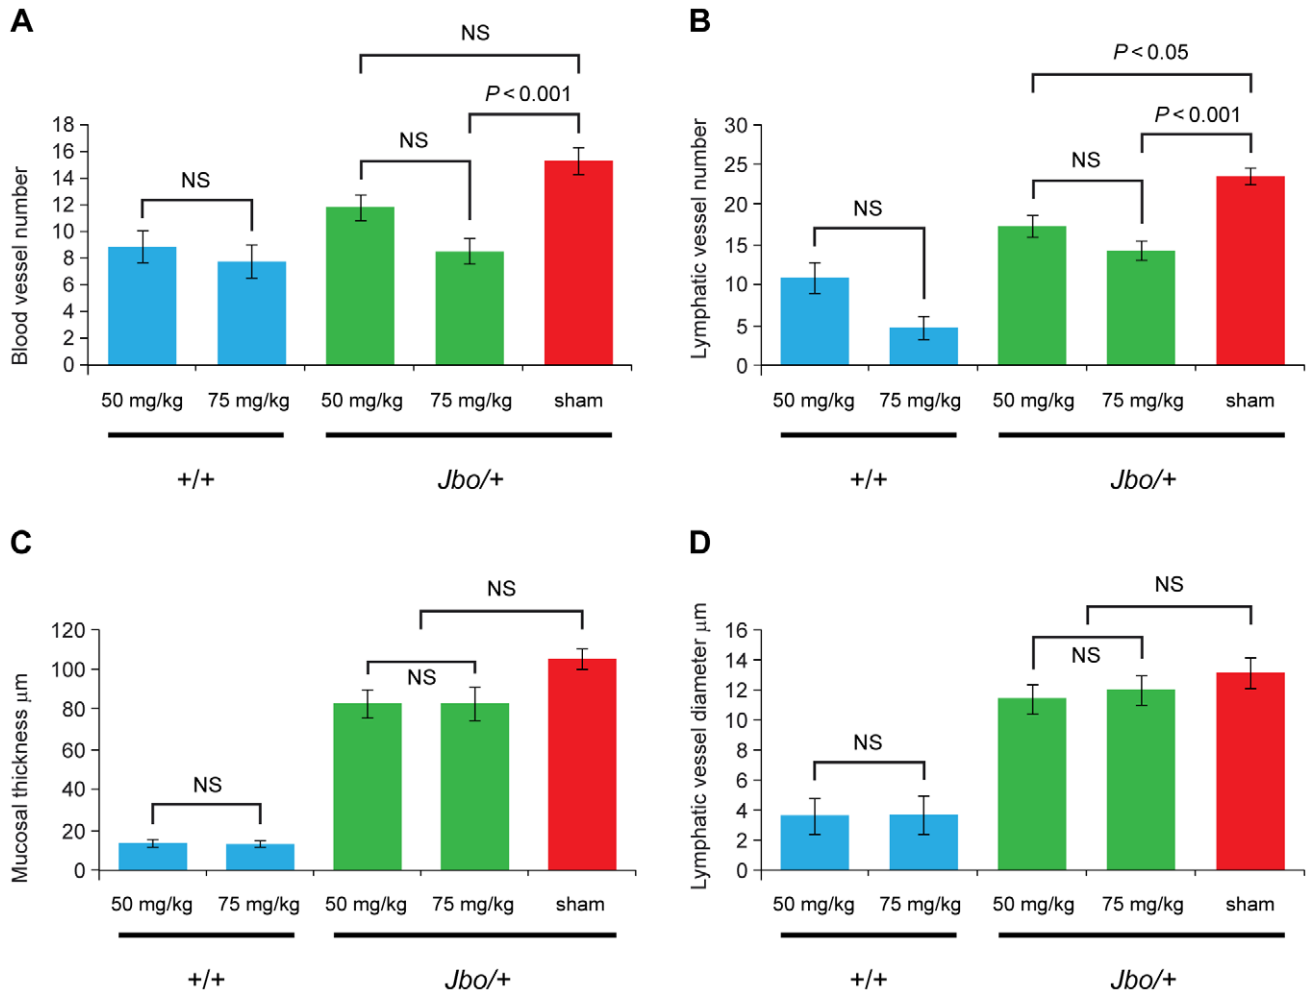 A
NS
P < 0.001
NS
NS
Blood vessel number
18
16
14
12
10
8
6
4
2
0
50 mg/kg 75 mg/kg 50 mg/kg 75 mg/kg sham
+/+ Jbo/+
B
P < 0.05
P < 0.001
NS
NS
Lymphatic vessel number
30
25
20
15
10
5
0
50 mg/kg 75 mg/kg 50 mg/kg 75 mg/kg sham
+/+ Jbo/+
C
NS
NS
NS
Mucosal thickness μm
120
100
80
60
40
20
0
50 mg/kg 75 mg/kg 50 mg/kg 75 mg/kg sham
+/+ Jbo/+
D
NS
NS
NS
Lymphatic vessel diameter μm
16
14
12
10
8
6
4
2
0
50 mg/kg 75 mg/kg 50 mg/kg 75 mg/kg sham
+/+ Jbo/+